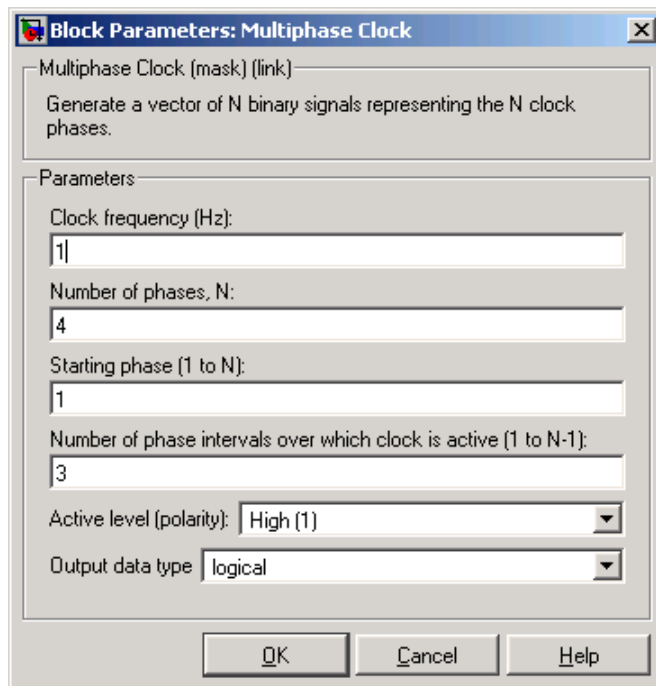 Block Parameters: Multiphase Clock
Multiphase Clock (mask) (link)
Generate a vector of N binary signals representing the N clock
phases.
Parameters
Clock frequency (Hz):
1
Number of phases, N:
4
Starting phase (1 to N):
1
Number of phase intervals over which clock is active (1 to N-1):
3
Active level (polarity): High (1)
Output data type logical
OK Cancel Help